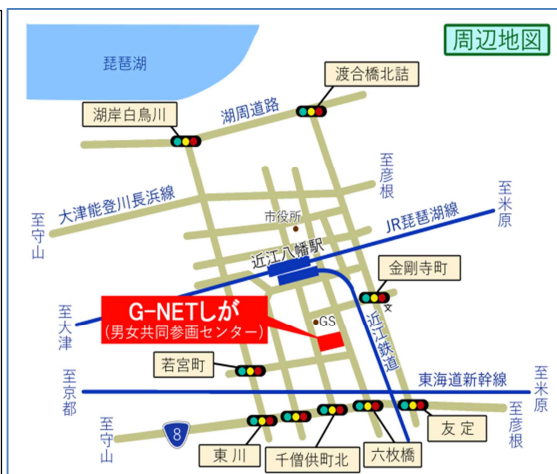 周辺地図
琵琶湖
渡合橋北詰
湖岸白鳥川
湖周道路
至彦根
大津能登川長浜線
至守山
市役所
至米原
JR琵琶湖線
近江八幡駅
金剛寺町
文
至大津
G-NETしが
(男女共同参画センター)
GS
近江鉄道
若宮町
東海道新幹線
至京都
至米原
至守山
8
東川
千僧供町北
六枚橋
友定
至彦根